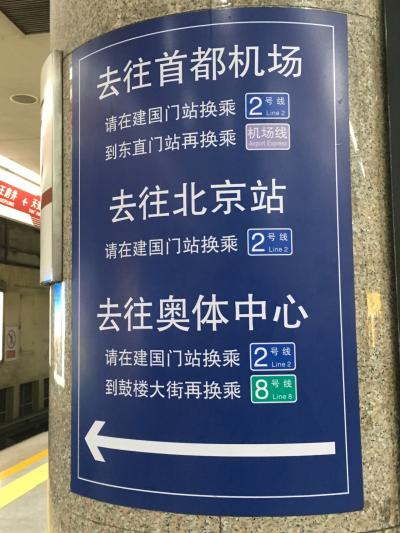 去往首都机场
请在建国门站换乘 2号线 Line 2
到东直门站再换乘 机场线 Airport Express
去往北京站
请在建国门站换乘 2号线 Line 2
去往奥体中心
请在建国门站换乘 2号线 Line 2
到鼓楼大街再换乘 8号线 Line 8